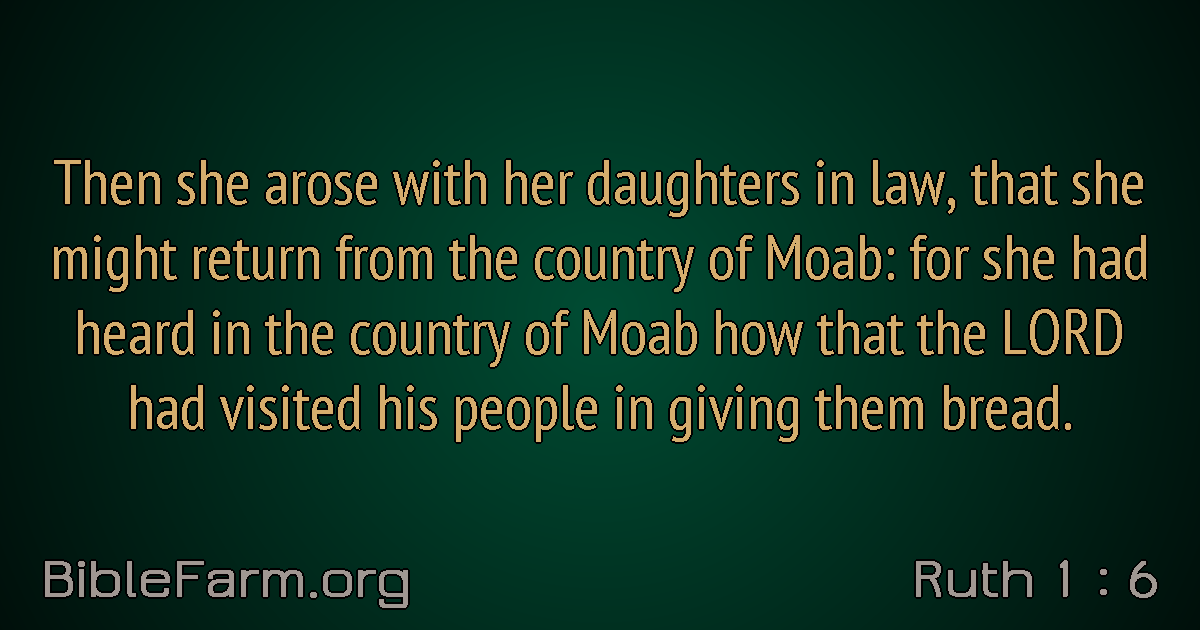 Then she arose with her daughters in law, that she
might return from the country of Moab: for she had
heard in the country of Moab how that the LORD
had visited his people in giving them bread.
BibleFarm.org
Ruth 1 : 6